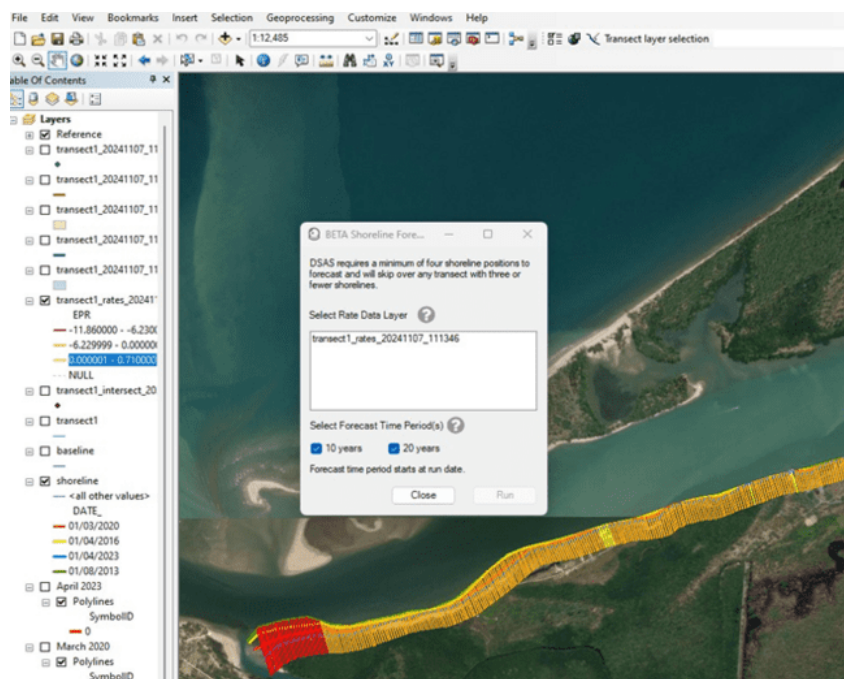 File Edit View Bookmarks Insert Selection Geoprocessing Customize Windows Help
1:12,485
Transect layer selection
able Of Contents
Layers
Reference
transect1_20241107_11
transect1_20241107_11
transect1_20241107_11
transect1_20241107_11
transect1_20241107_11
transect1_rates_20241
EPR
-11.860000 - -6.2300
-6.229999 - 0.00000
0.000001 - 0.710000
NULL
transect1_intersect_20
transect1
baseline
shoreline
<all other values>
DATE_
01/03/2020
01/04/2016
01/04/2023
01/08/2013
April 2023
Polylines
SymbolID
0
March 2020
Polylines
SymbolID
BETA Shoreline Fore...
DSAS requires a minimum of four shoreline positions to
forecast and will skip over any transect with three or
fewer shorelines.
Select Rate Data Layer
transect1_rates_20241107_111346
Select Forecast Time Period(s)
10 years 20 years
Forecast time period starts at run date.
Close Run